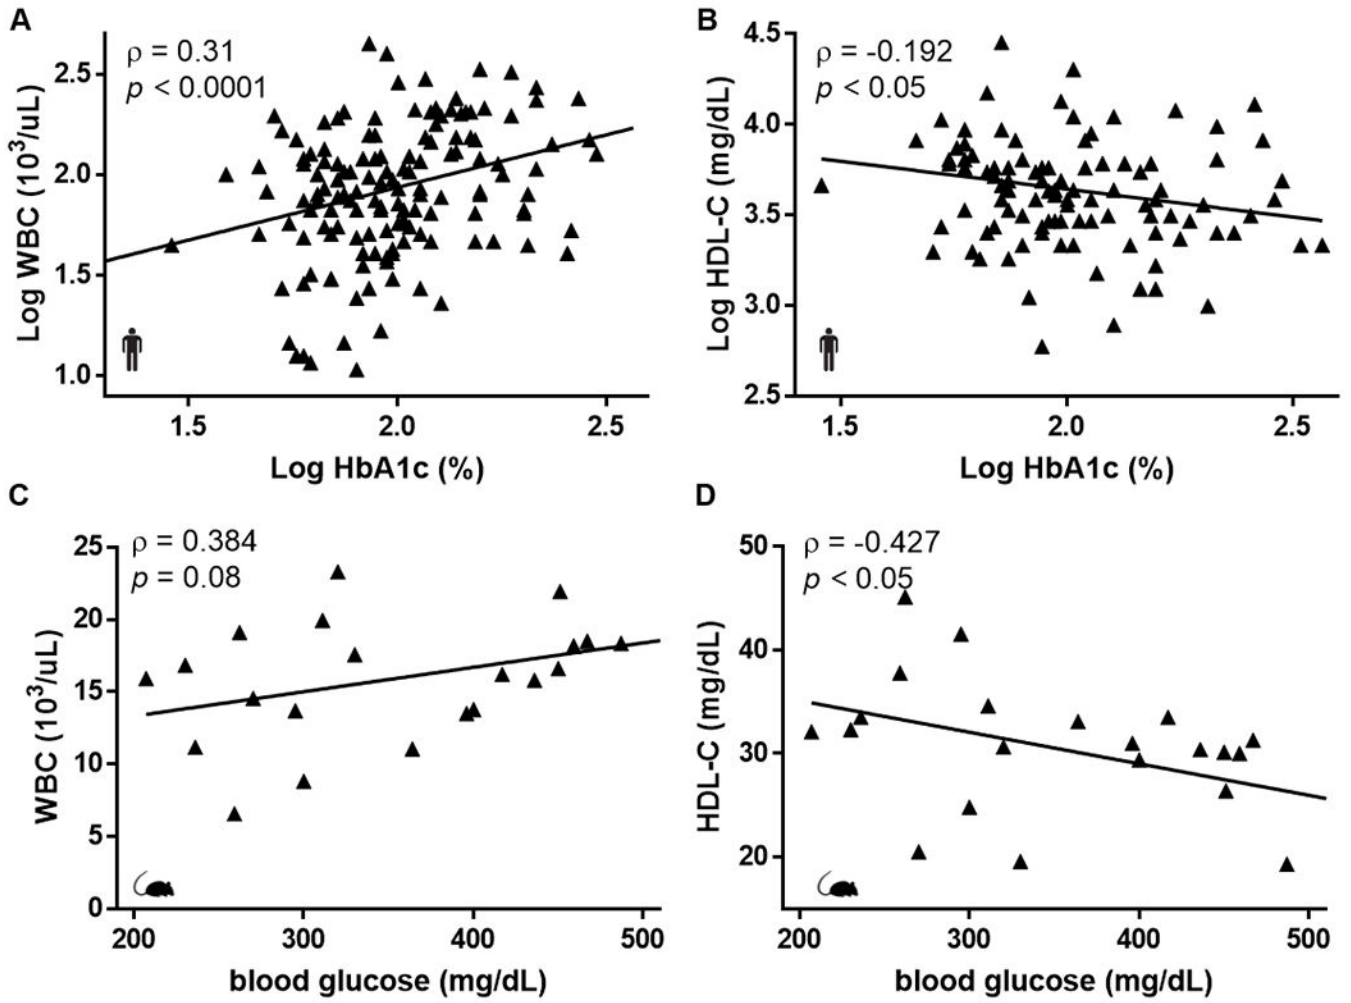 A
ρ = 0.31
p < 0.0001
Log WBC (10³/uL)
2.5
2.0
1.5
1.0
1.5 2.0 2.5
Log HbA1c (%)
B
ρ = -0.192
p < 0.05
Log HDL-C (mg/dL)
4.5
4.0
3.5
3.0
2.5
1.5 2.0 2.5
Log HbA1c (%)
C
ρ = 0.384
p = 0.08
WBC (10³/uL)
25
20
15
10
5
0
200 300 400 500
blood glucose (mg/dL)
D
ρ = -0.427
p < 0.05
HDL-C (mg/dL)
50
40
30
20
200 300 400 500
blood glucose (mg/dL)